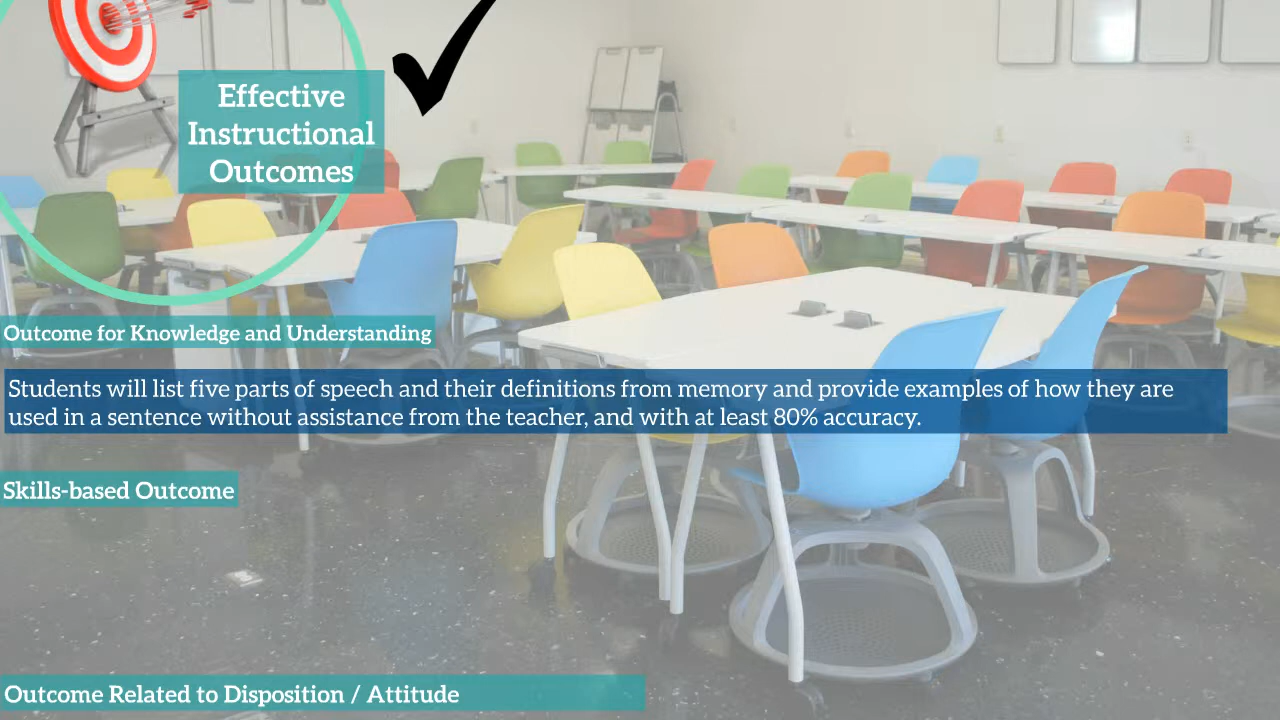 Effective
Instructional
Outcomes
Outcome for Knowledge and Understanding
Students will list five parts of speech and their definitions from memory and provide examples of how they are
used in a sentence without assistance from the teacher, and with at least 80% accuracy.
Skills-based Outcome
Outcome Related to Disposition / Attitude